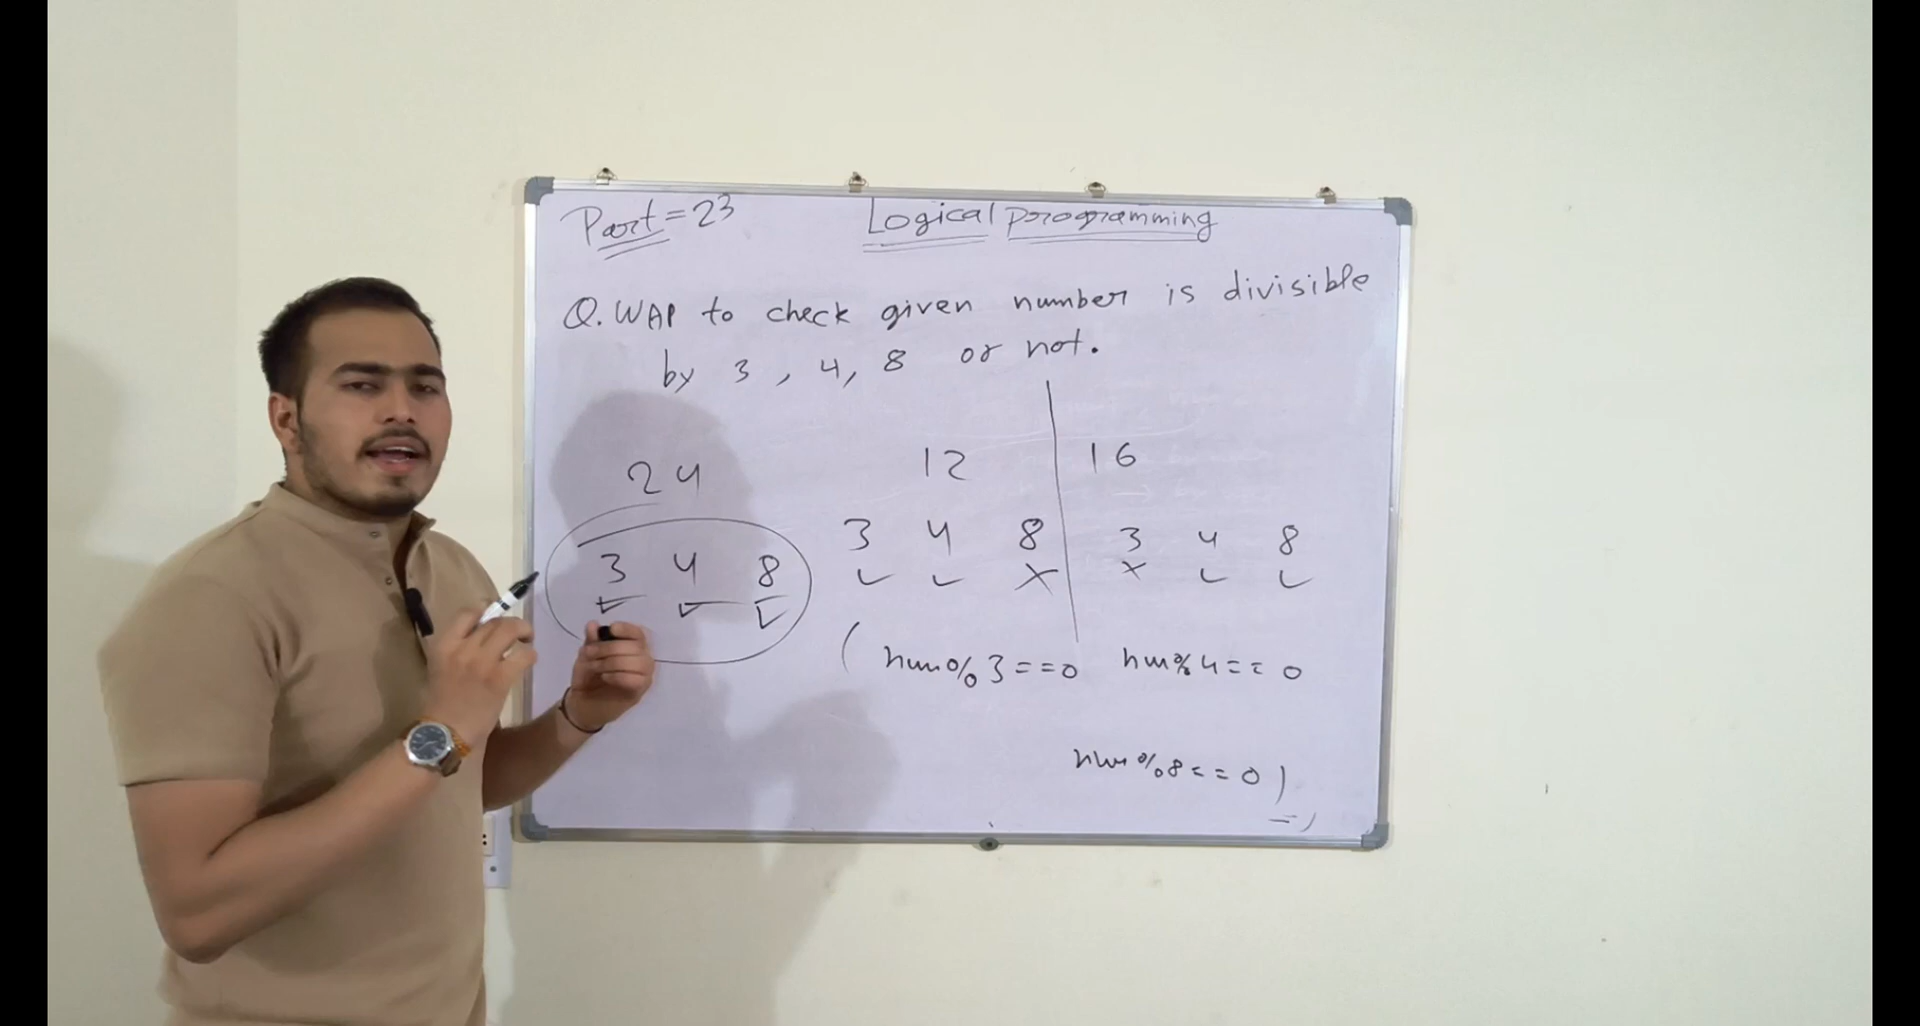 Part=23
Logical programming
Q. WAP to check given number is divisible
by 3, 4, 8 or not.
24
12
16
3 4 8
3 4 8
3 4 8
(num%3==0 num%4==0
num%8==0)